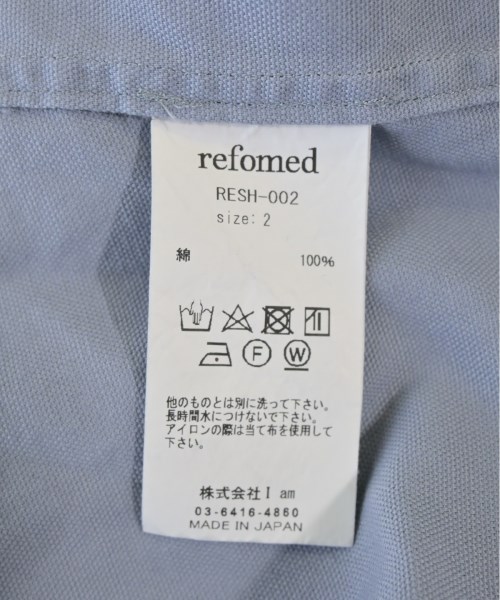 refomed
RESH-002
size: 2
綿 100%
F W
他のものとは別に洗って下さい。
長時間水につけないで下さい。
アイロンの際は当て布を使用して
下さい。
株式会社I am
03-6416-4860
MADE IN JAPAN